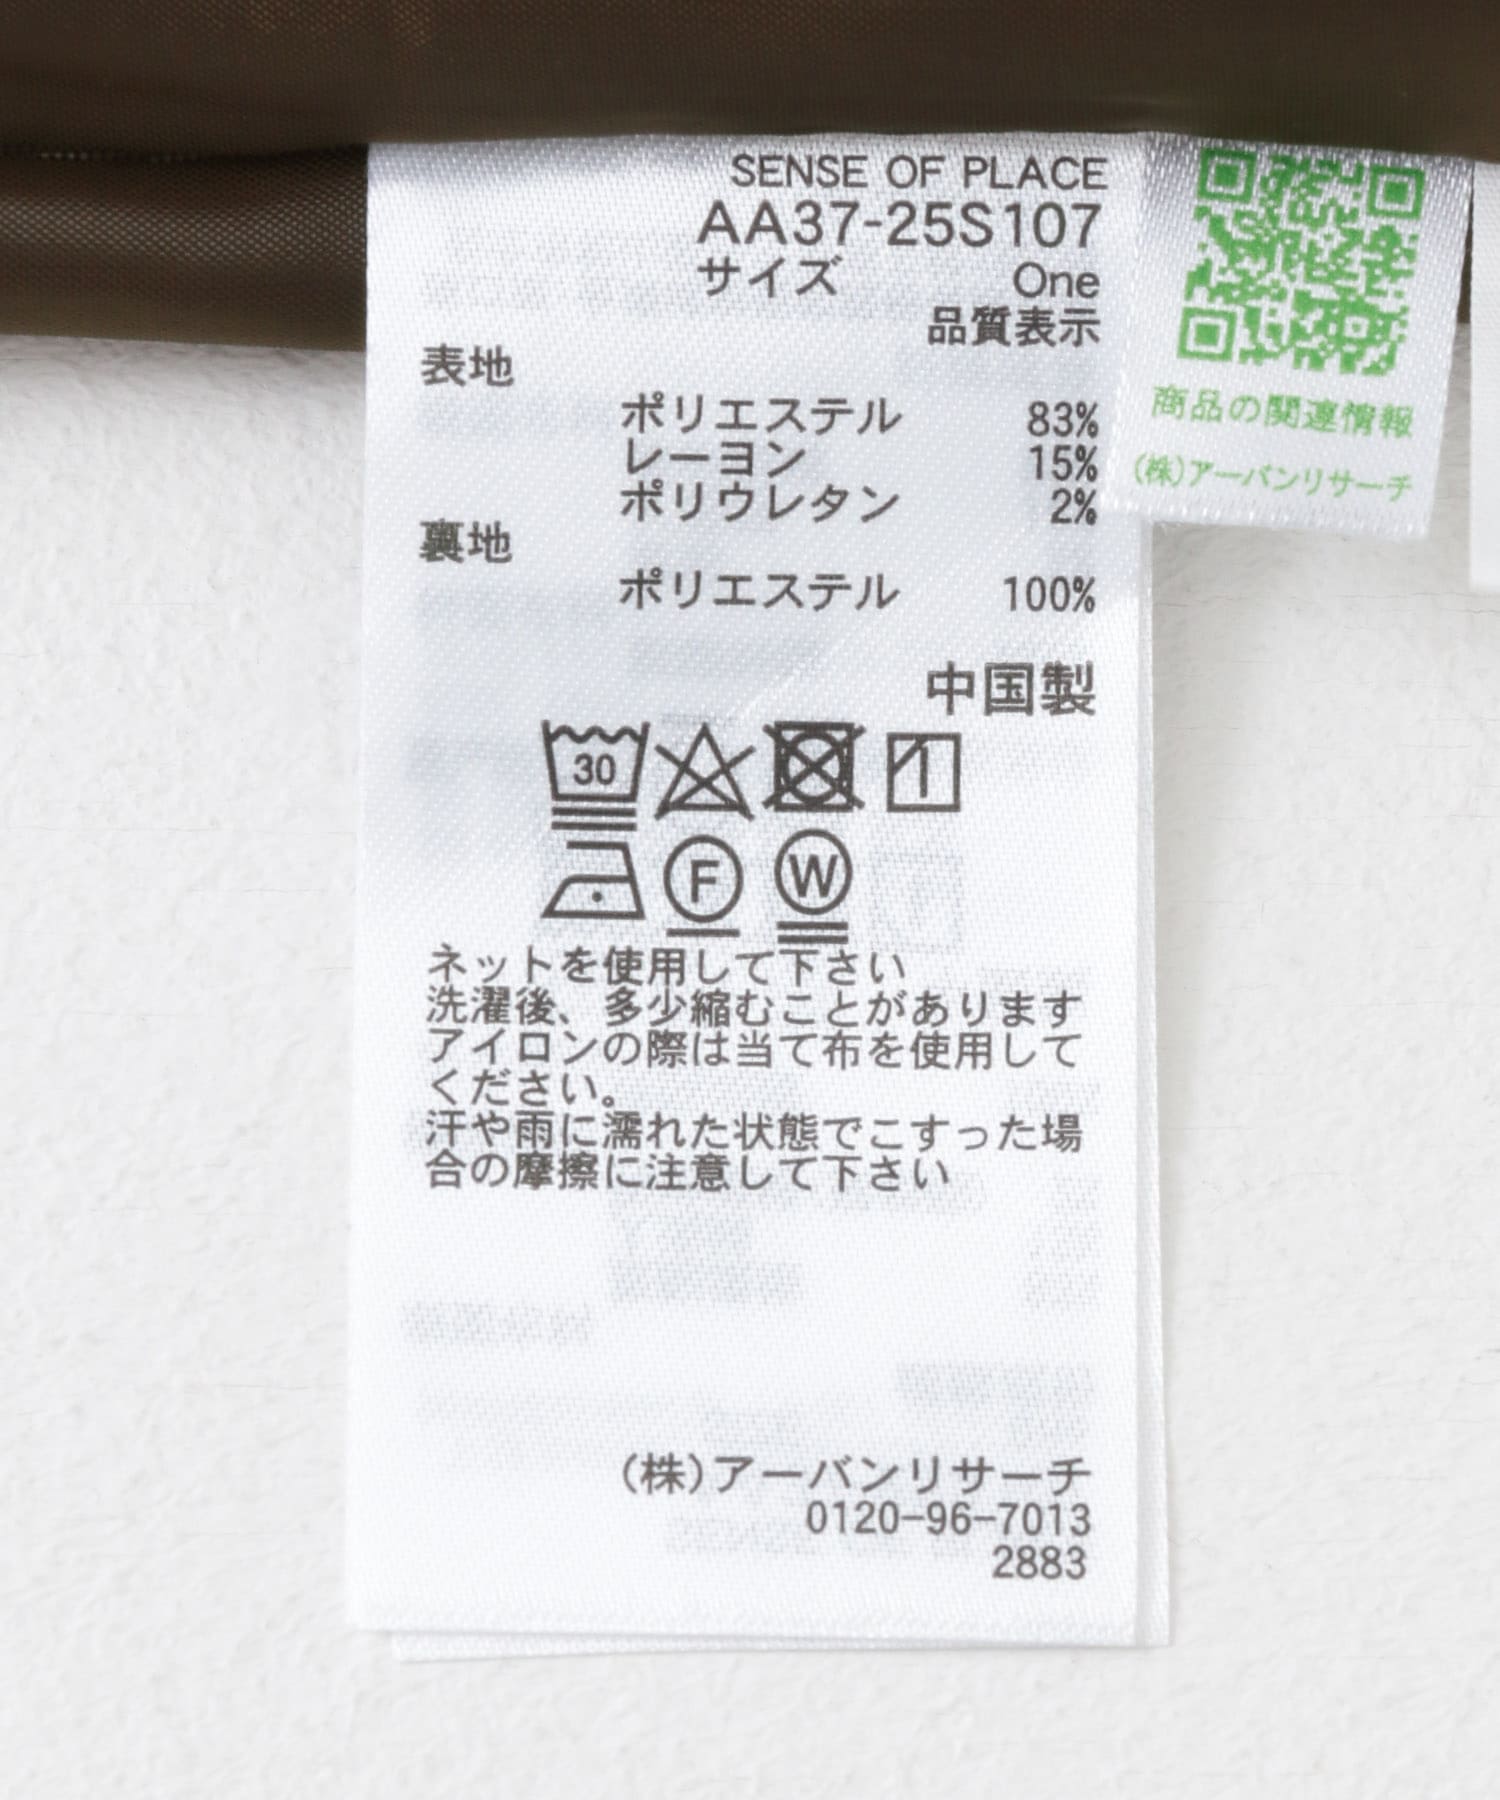 SENSE OF PLACE
AA37-25S107
サイズ One
品質表示
表地
ポリエステル 83%
レーヨン 15%
ポリウレタン 2%
裏地
ポリエステル 100%
中国製
30
F W
ネットを使用して下さい
洗濯後、多少縮むことがあります
アイロンの際は当て布を使用して
ください。
汗や雨に濡れた状態でこすった場
合の摩擦に注意して下さい
(株)アーバンリサーチ
0120-96-7013
2883
商品の関連情報
(株)アーバンリサーチ